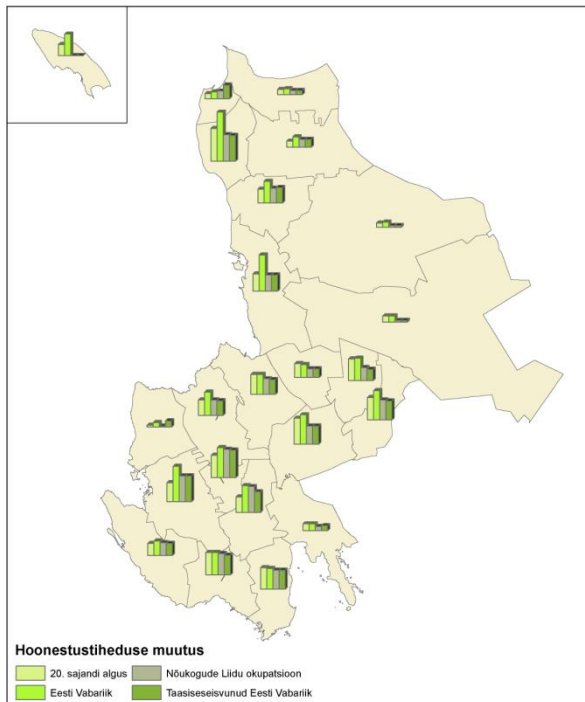 Hoonestustiheduse muutus
20. sajandi algus
Nõukogude Liidu okupatsioon
Eesti Vabariik
Taasiseseisvunud Eesti Vabariik